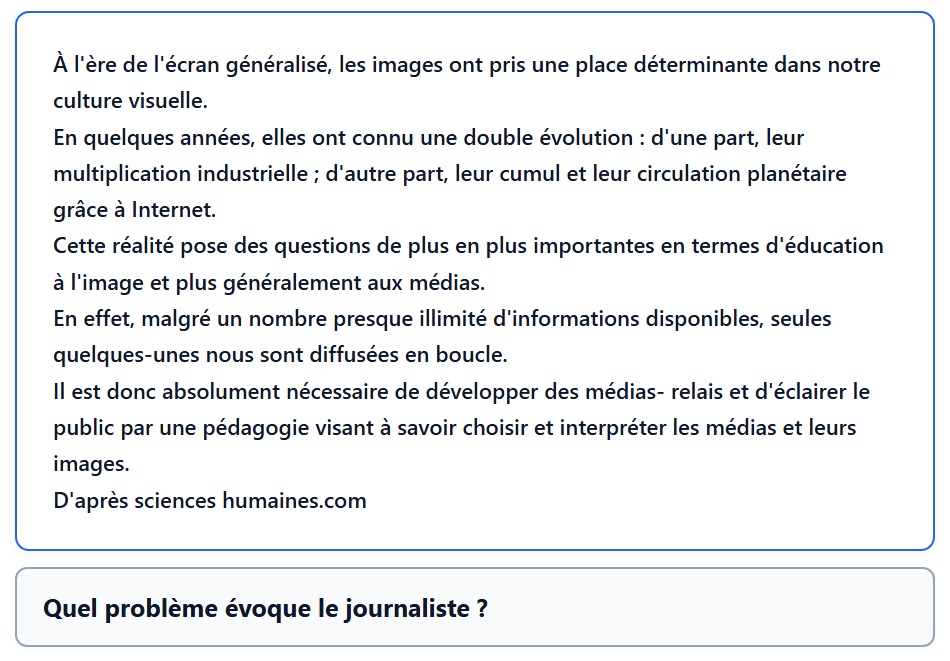 À l'ère de l'écran généralisé, les images ont pris une place déterminante dans notre
culture visuelle.
En quelques années, elles ont connu une double évolution : d'une part, leur
multiplication industrielle ; d'autre part, leur cumul et leur circulation planétaire
grâce à Internet.
Cette réalité pose des questions de plus en plus importantes en termes d'éducation
à l'image et plus généralement aux médias.
En effet, malgré un nombre presque illimité d'informations disponibles, seules
quelques-unes nous sont diffusées en boucle.
Il est donc absolument nécessaire de développer des médias- relais et d'éclairer le
public par une pédagogie visant à savoir choisir et interpréter les médias et leurs
images.
D'après sciences humaines.com
Quel problème évoque le journaliste ?